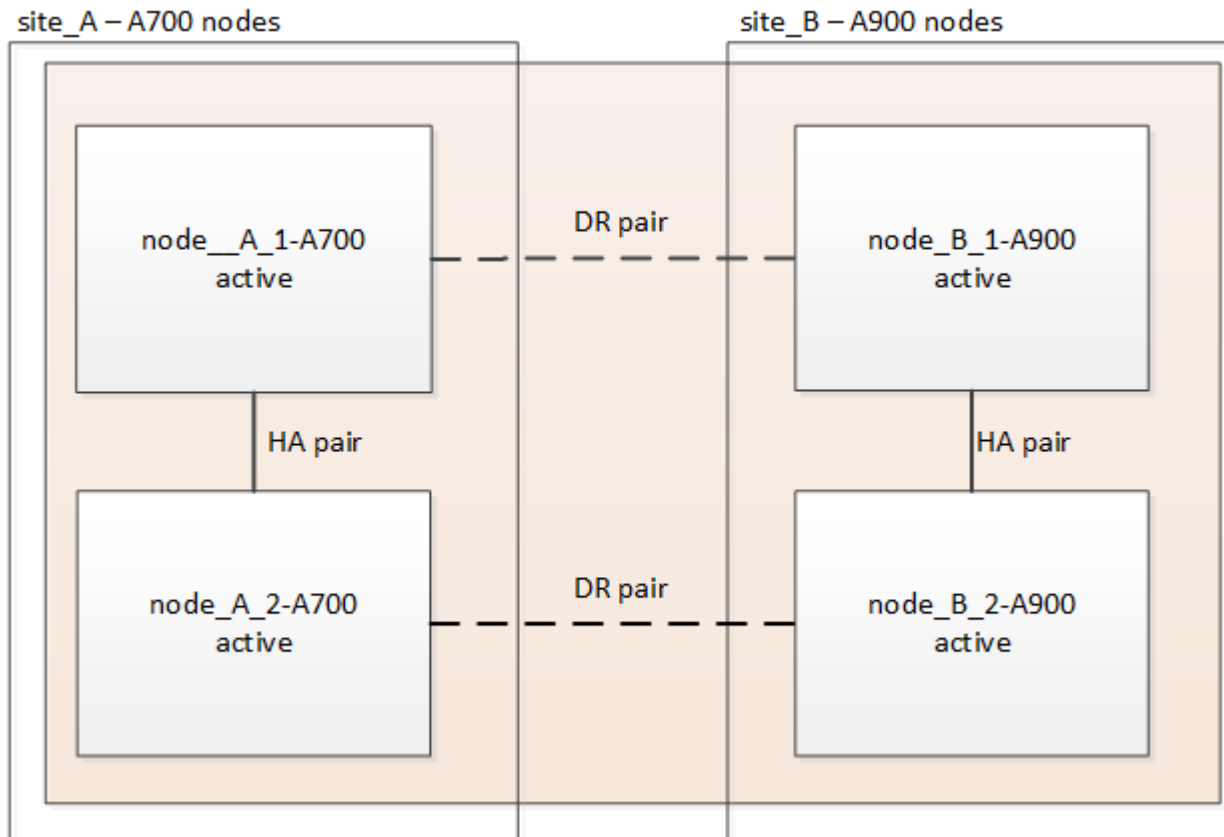 site_A – A700 nodes
site_B – A900 nodes
node__A_1-A700
active
DR pair
node_B_1-A900
active
HA pair
HA pair
node_A_2-A700
active
DR pair
node_B_2-A900
active